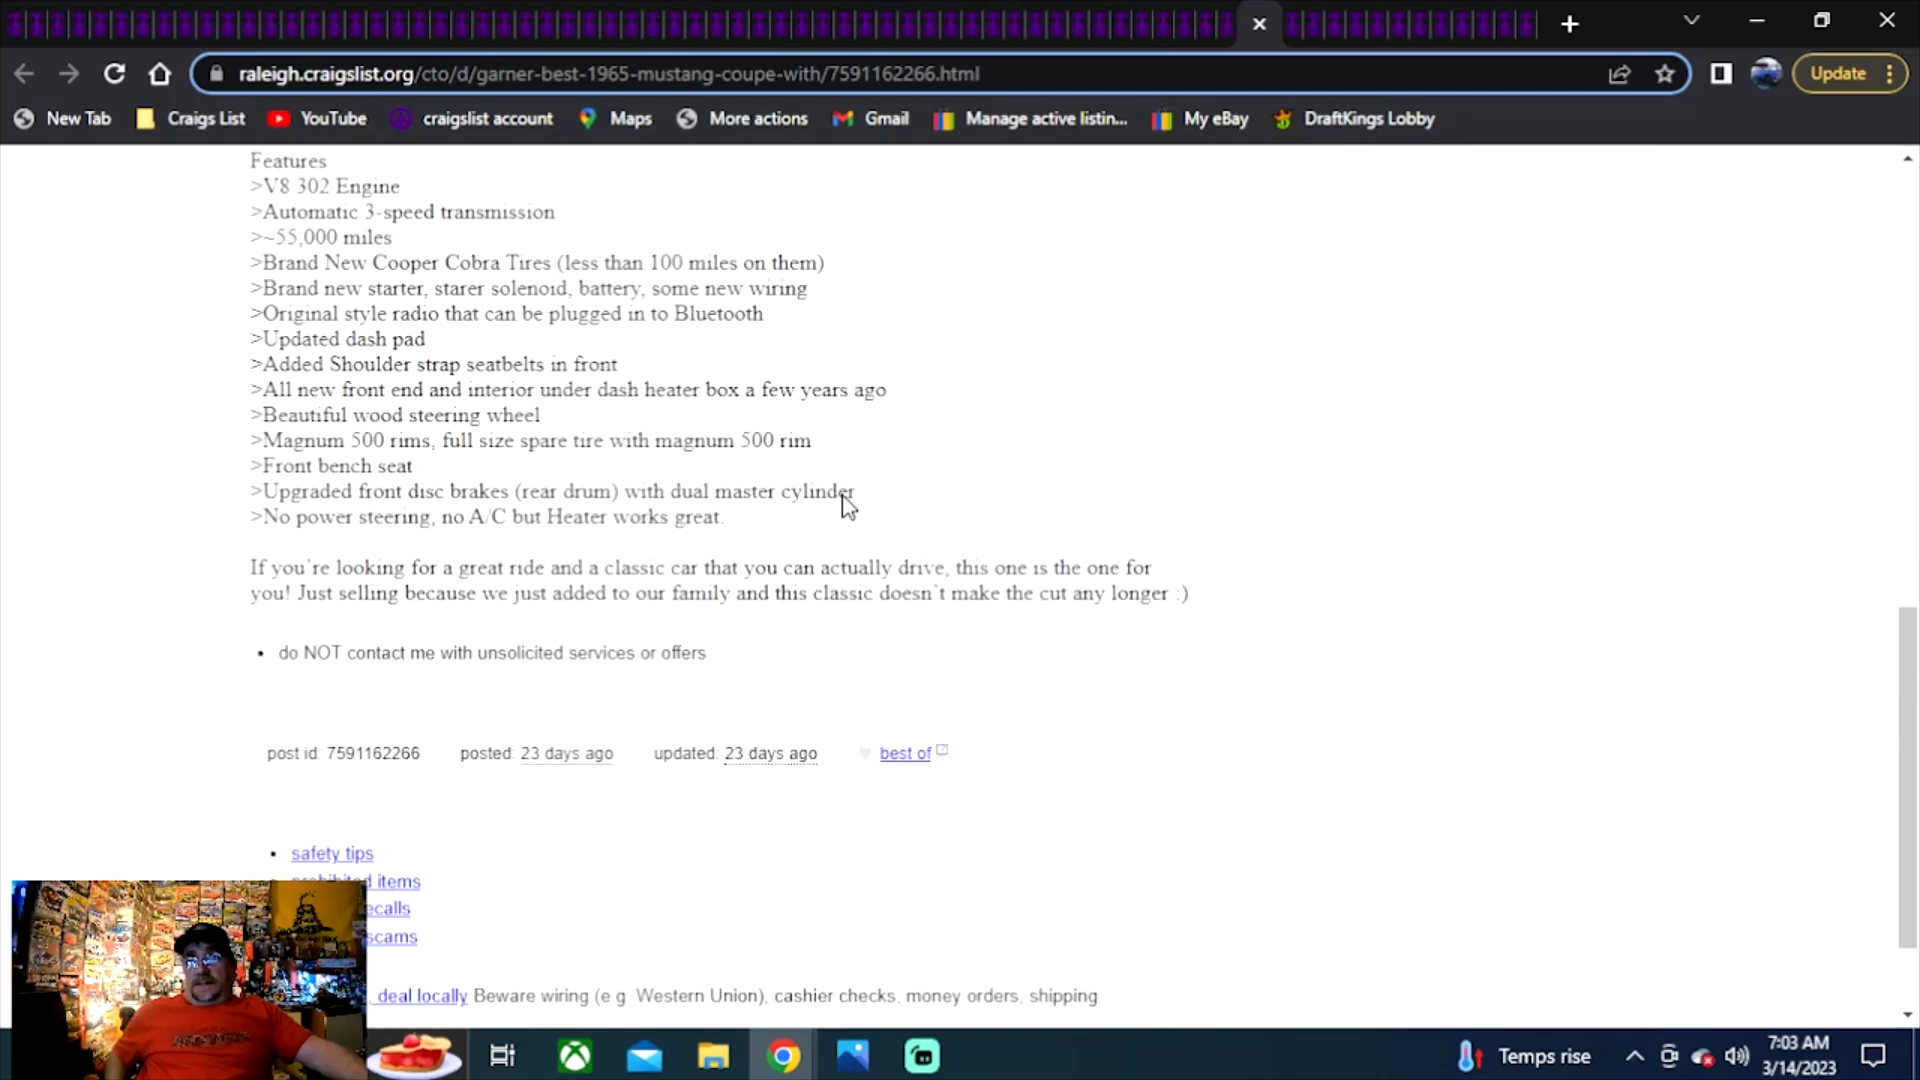 raleigh.craigslist.org/cto/d/garner-best-1965-mustang-coupe-with/7591162266.html
Update
New Tab
Craigs List
YouTube
craigslist account
Maps
More actions
Gmail
Manage active listin...
My eBay
DraftKings Lobby
Features
>V8 302 Engine
>Automatic 3-speed transmission
>~55,000 miles
>Brand New Cooper Cobra Tires (less than 100 miles on them)
>Brand new starter, starer solenoid, battery, some new wiring
>Original style radio that can be plugged in to Bluetooth
>Updated dash pad
>Added Shoulder strap seatbelts in front
>All new front end and interior under dash heater box a few years ago
>Beautiful wood steering wheel
>Magnum 500 rims, full size spare tire with magnum 500 rim
>Front bench seat
>Upgraded front disc brakes (rear drum) with dual master cylinder
>No power steering, no A/C but Heater works great.
If you're looking for a great ride and a classic car that you can actually drive, this one is the one for
you! Just selling because we just added to our family and this classic doesn`t make the cut any longer :)
• do NOT contact me with unsolicited services or offers
post id: 7591162266 posted: 23 days ago updated: 23 days ago best of [?]
• safety tips
prohibited items
ecalls
scams
deal locally Beware wiring (e g Western Union), cashier checks, money orders, shipping
Temps rise
7:03 AM
3/14/2023